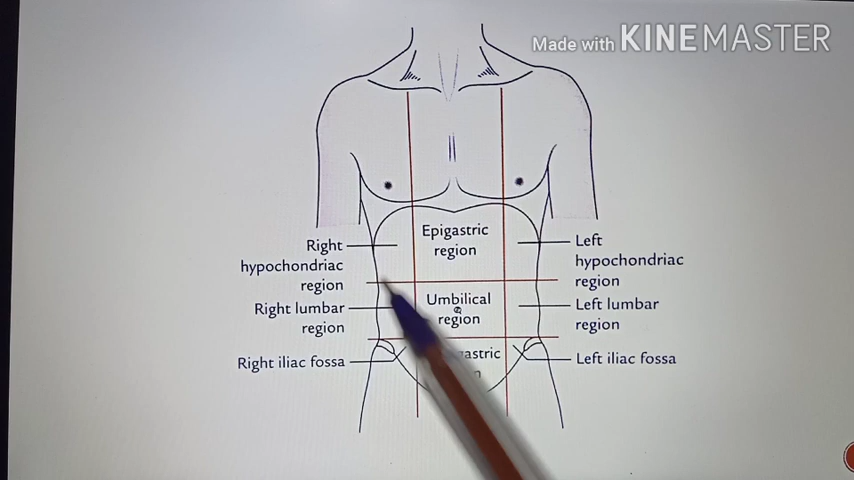 Made with KINEMASTER
Epigastric
region
Right
hypochondriac
region
Left
hypochondriac
region
Umbilical
region
Right lumbar
region
Left lumbar
region
Right iliac fossa
Left iliac fossa